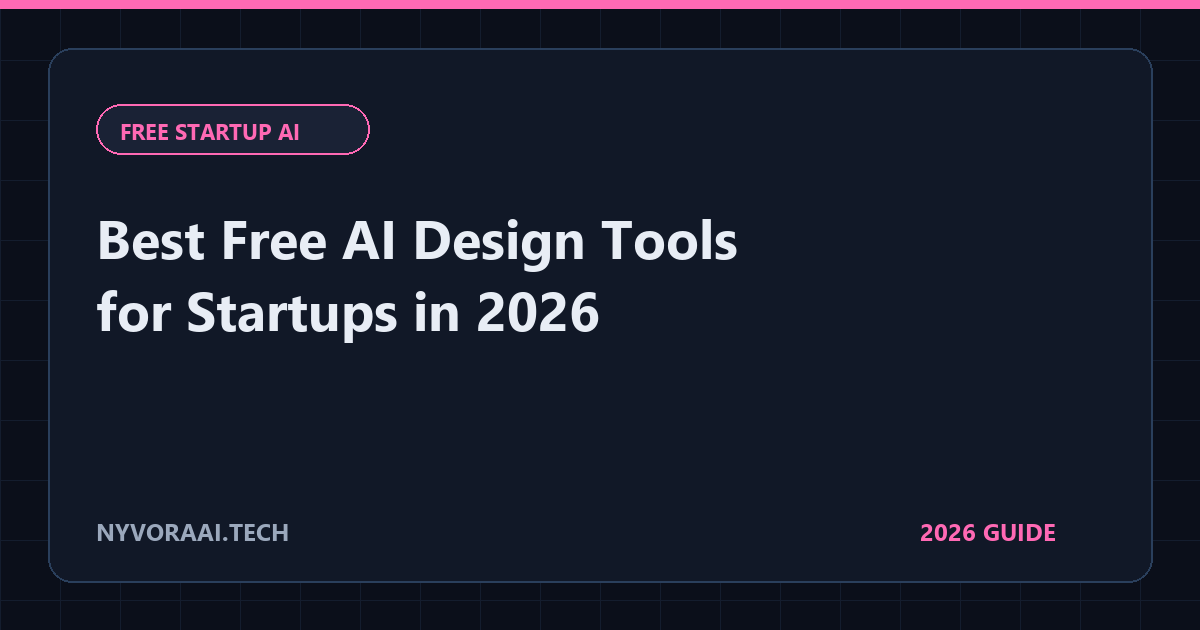 FREE STARTUP AI
Best Free AI Design Tools
for Startups in 2026
NYVORAAI.TECH
2026 GUIDE